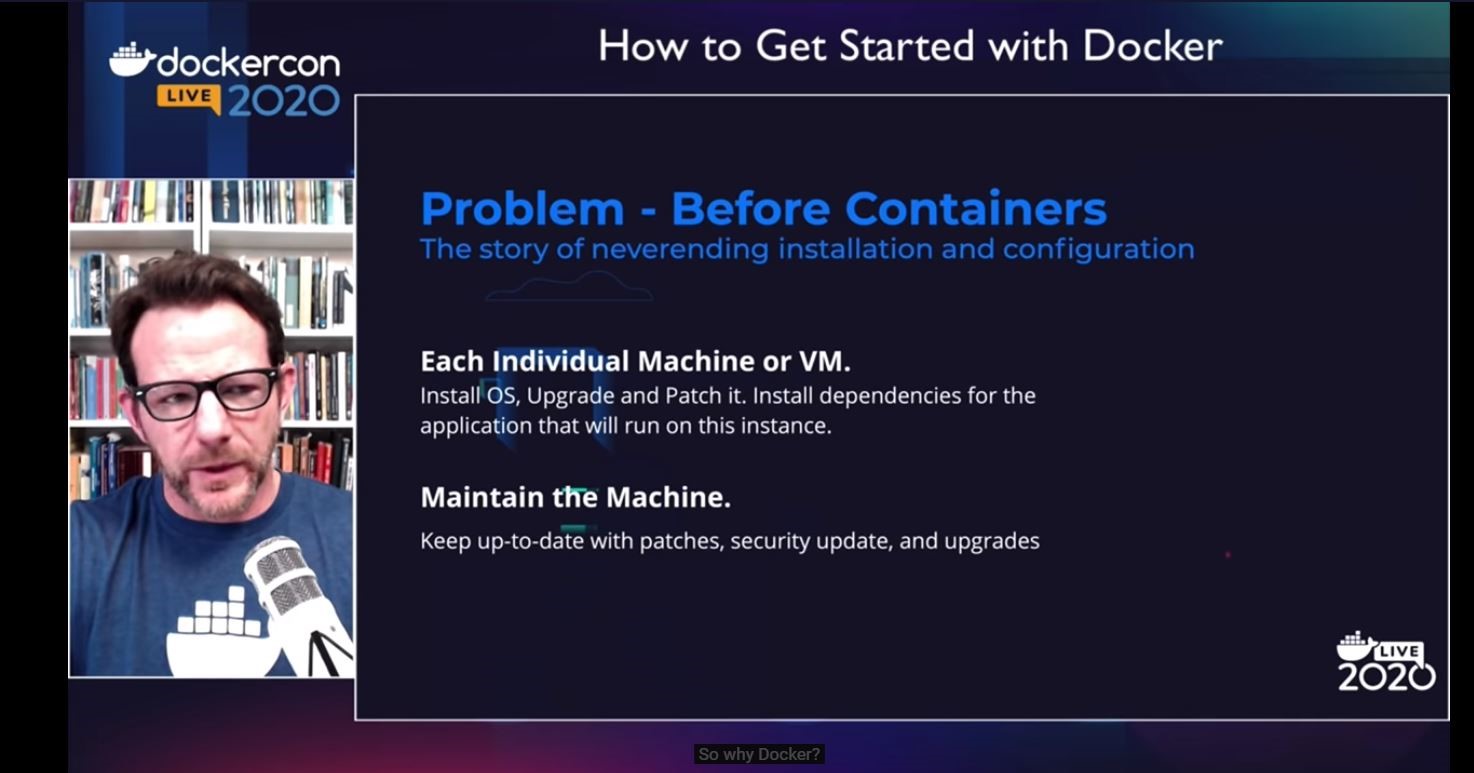 dockercon
LIVE 2020
How to Get Started with Docker
Problem - Before Containers
The story of neverending installation and configuration
Each Individual Machine or VM.
Install OS, Upgrade and Patch it. Install dependencies for the
application that will run on this instance.
Maintain the Machine.
Keep up-to-date with patches, security update, and upgrades
LIVE
2020
So why Docker?